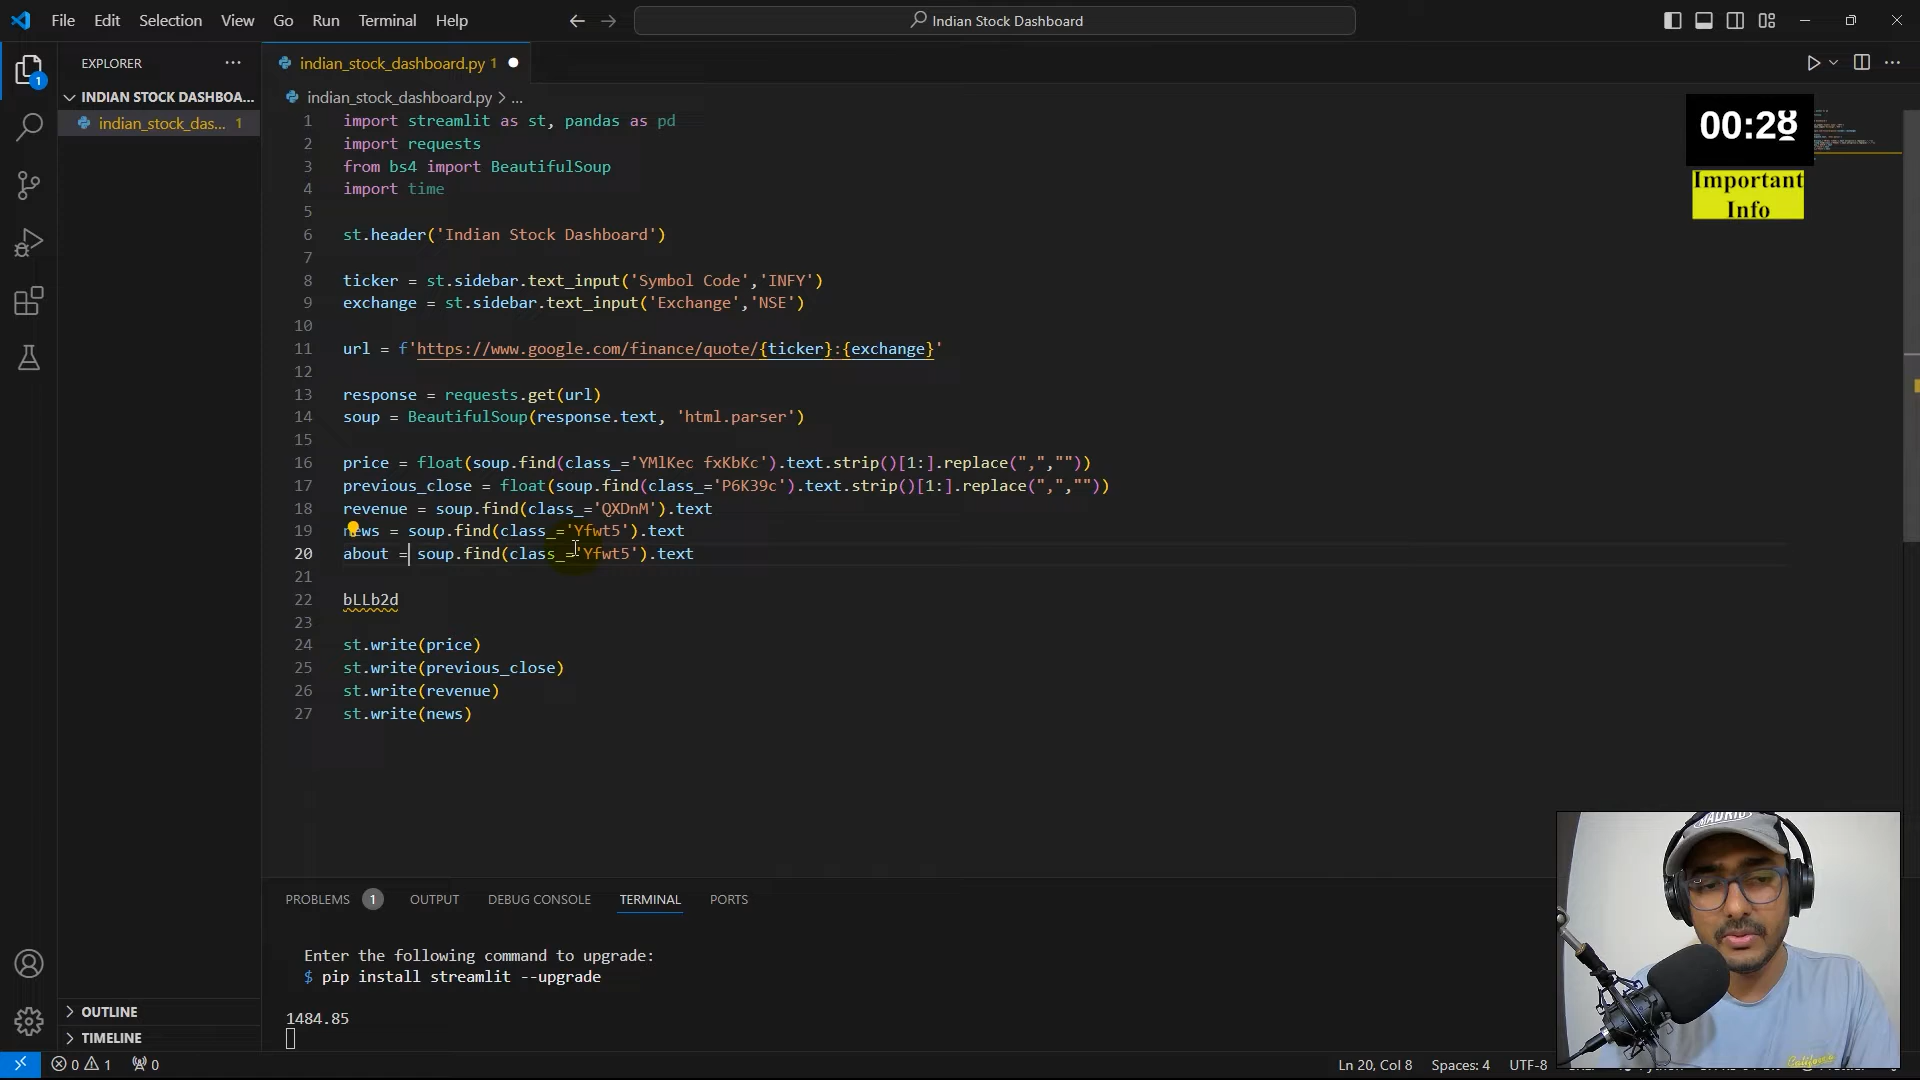 File Edit Selection View Go Run Terminal Help
Indian Stock Dashboard
EXPLORER
INDIAN STOCK DASHBOA...
indian_stock_das... 1
indian_stock_dashboard.py 1
indian_stock_dashboard.py > ...
00:28
Important
Info
1 import streamlit as st, pandas as pd
2 import requests
3 from bs4 import BeautifulSoup
4 import time
5
6 st.header('Indian Stock Dashboard')
7
8 ticker = st.sidebar.text_input('Symbol Code','INFY')
9 exchange = st.sidebar.text_input('Exchange','NSE')
10
11 url = f'https://www.google.com/finance/quote/{ticker}:{exchange}'
12
13 response = requests.get(url)
14 soup = BeautifulSoup(response.text, 'html.parser')
15
16 price = float(soup.find(class_='YMlKec fxKbKc').text.strip()[1:].replace(",",""))
17 previous_close = float(soup.find(class_='P6K39c').text.strip()[1:].replace(",",""))
18 revenue = soup.find(class_='QXDnM').text
19 news = soup.find(class_='Yfwt5').text
20 about = soup.find(class_='Yfwt5').text
21
22 bLLb2d
23
24 st.write(price)
25 st.write(previous_close)
26 st.write(revenue)
27 st.write(news)
PROBLEMS 1 OUTPUT DEBUG CONSOLE TERMINAL PORTS
Enter the following command to upgrade:
$ pip install streamlit --upgrade
1484.85
OUTLINE
TIMELINE
0 1 0
Ln 20, Col 8 Spaces: 4 UTF-8